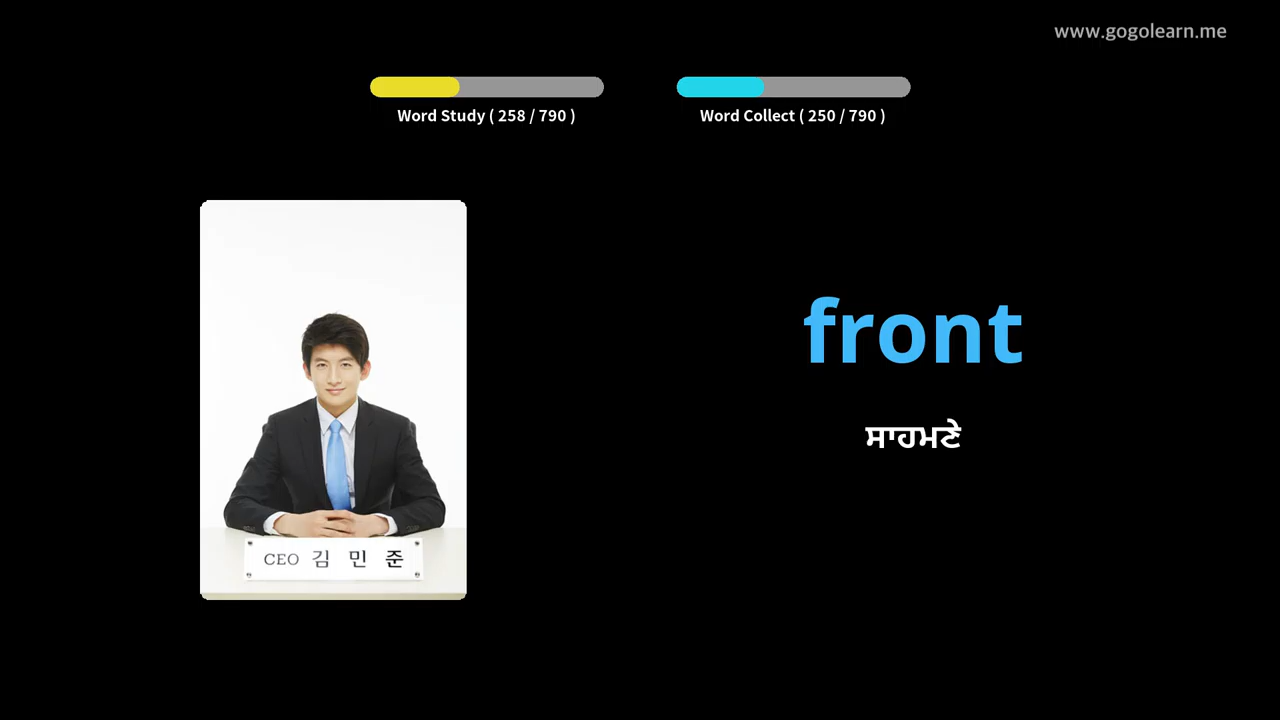 www.gogolearn.me
Word Study ( 258 / 790 )
Word Collect ( 250 / 790 )
front
ਸਾਹਮਣੇ
CEO 김 민 준